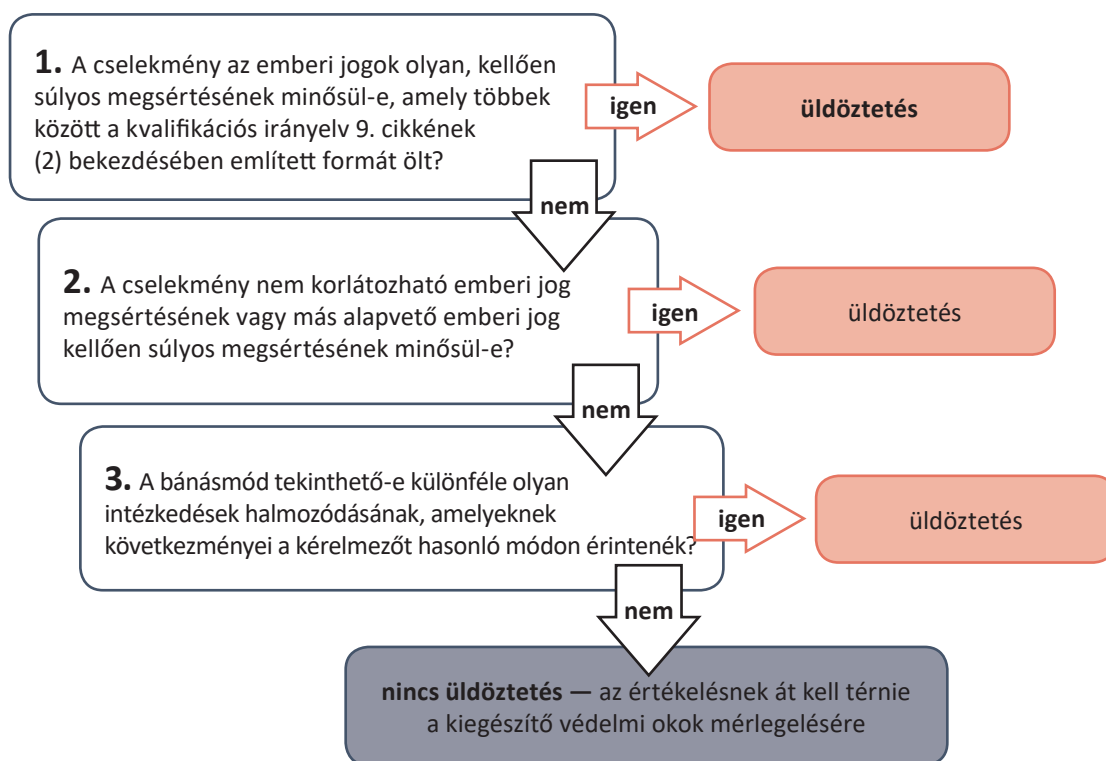 1. A cselekmény az emberi jogok olyan, kellően
súlyos megsértésének minősül-e, amely többek
között a kvalifikációs irányelv 9. cikkének
(2) bekezdésében említett formát ölt?
igen
üldöztetés
nem
2. A cselekmény nem korlátozható emberi jog
megsértésének vagy más alapvető emberi jog
kellően súlyos megsértésének minősül-e?
igen
üldöztetés
nem
3. A bánásmód tekinthető-e különféle olyan
intézkedések halmozódásának, amelyeknek
következményei a kérelmezőt hasonló módon érintenék?
igen
üldöztetés
nem
nincs üldöztetés — az értékelésnek át kell térnie
a kiegészítő védelmi okok mérlegelésére